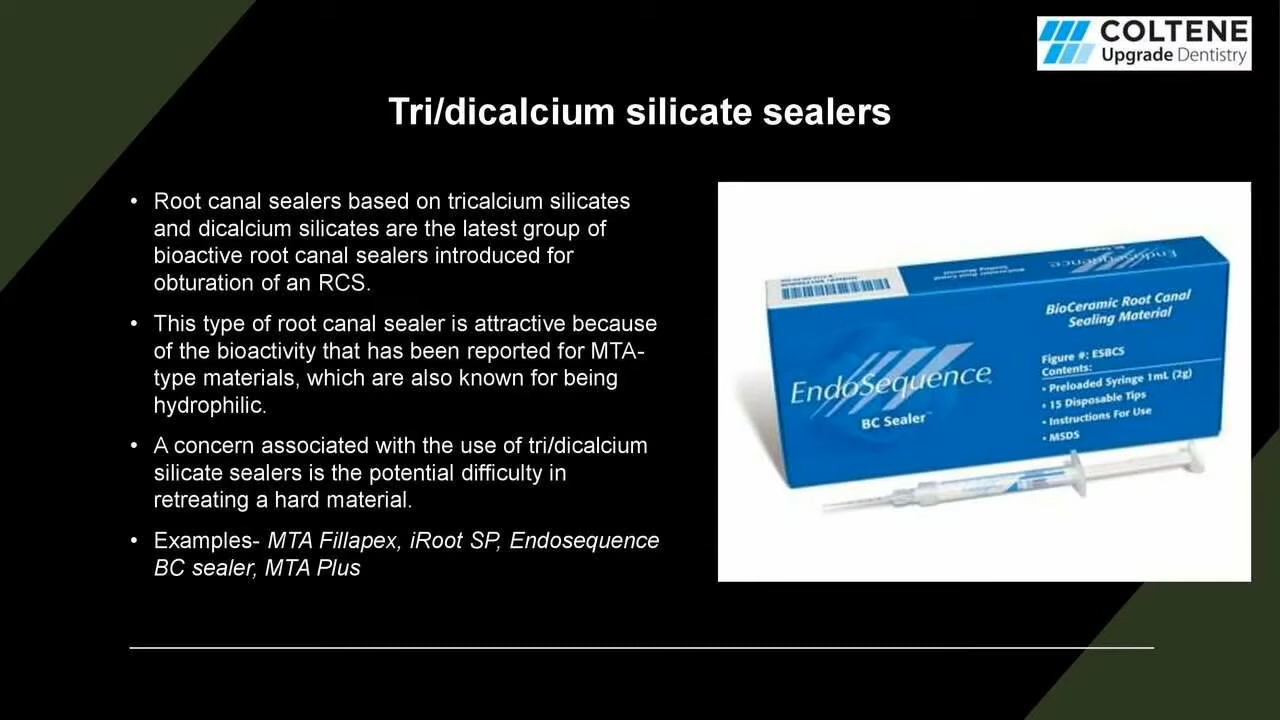 COLTENE
Upgrade Dentistry
Tri/dicalcium silicate sealers
• Root canal sealers based on tricalcium silicates
and dicalcium silicates are the latest group of
bioactive root canal sealers introduced for
obturation of an RCS.
• This type of root canal sealer is attractive because
of the bioactivity that has been reported for MTA-
type materials, which are also known for being
hydrophilic.
• A concern associated with the use of tri/dicalcium
silicate sealers is the potential difficulty in
retreating a hard material.
• Examples- MTA Fillapex, iRoot SP, Endosequence
BC sealer, MTA Plus
EndoSequence
BC Sealer™
BioCeramic Root Canal
Sealing Material
Figure #: ESBCS
Contents:
• Preloaded Syringe 1mL (2g)
• 15 Disposable Tips
• Instructions For Use
• MSDS